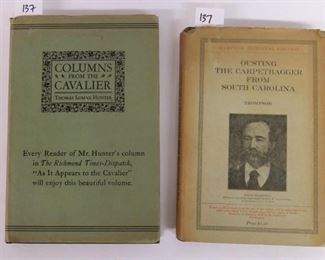 137
COLUMNS
FROM THE
CAVALIER
THOMAS LOMAX HUNTER
Every Reader of Mr. Hunter's column
in The Richmond Times-Dispatch,
"As It Appears to the Cavalier"
will enjoy this beautiful volume.
137
OUSTING
THE CARPETBAGGER
FROM
SOUTH CAROLINA
THOMPSON